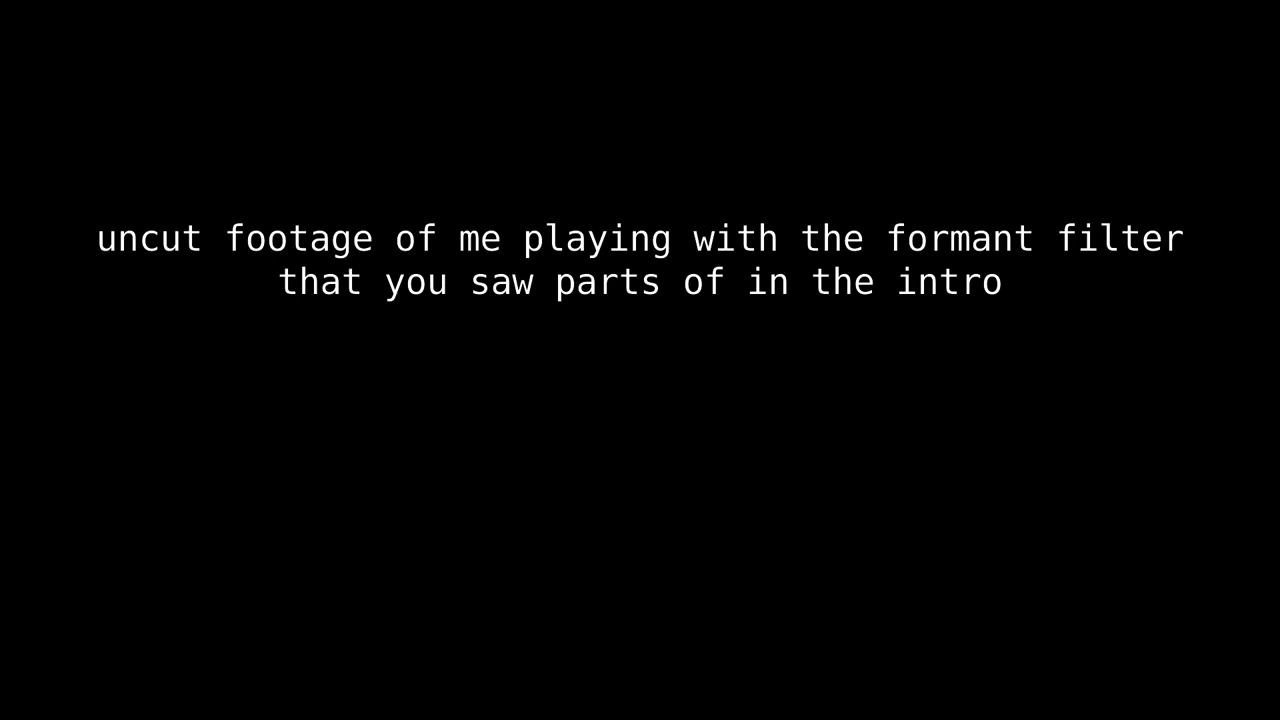 uncut footage of me playing with the formant filter
that you saw parts of in the intro